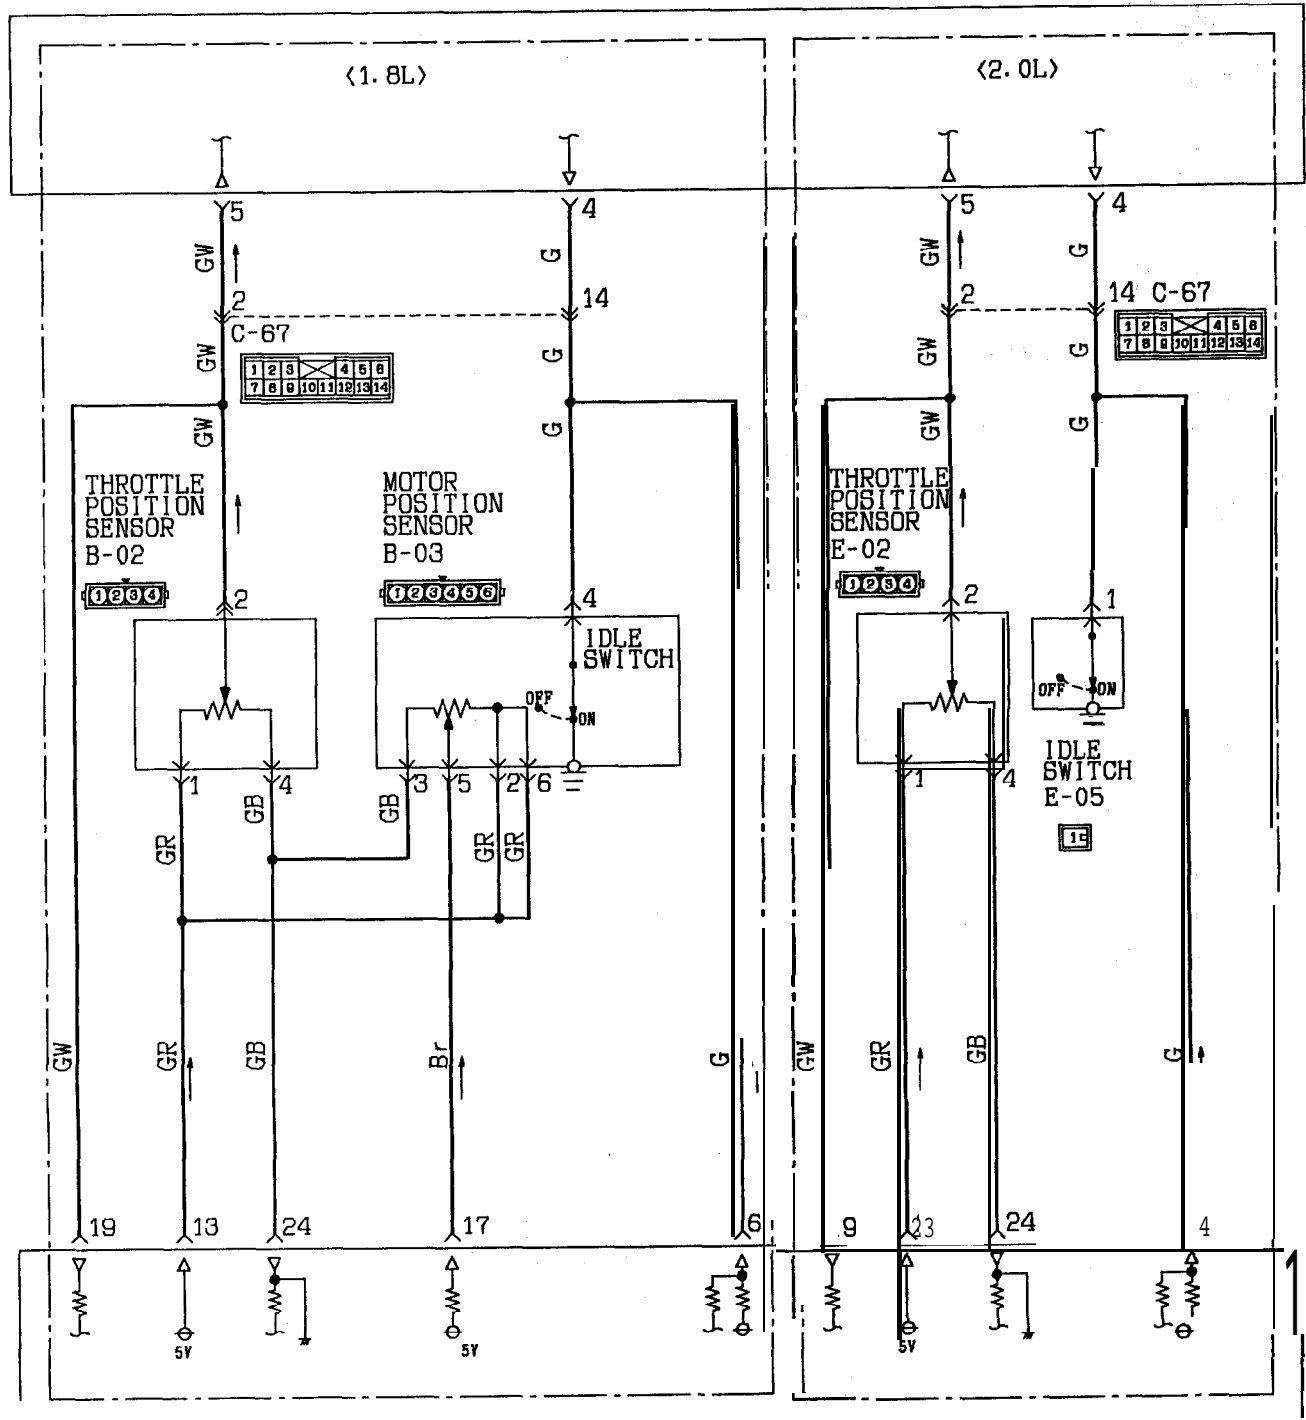 <1.8L> <2.0L>
5 4 5 4
GW G GW G
2 14 2 14 C-67
C-67
1 2 3 4 5 6
7 8 9 10 11 12 13 14
1 2 3 4 5 6
7 8 9 10 11 12 13 14
GW G GW G
GW G GW G
THROTTLE
POSITION
SENSOR
B-02
1 2 3 4
MOTOR
POSITION
SENSOR
B-03
1 2 3 4 5 6
THROTTLE
POSITION
SENSOR
E-02
1 2 3 4
2 4 2 1
IDLE
SWITCH
OFF
ON
OFF ON
1 4 3 5 2 6 1 4
IDLE
SWITCH
E-05
1
GR GB GB GR GR
GW GR GB Br G GW GR GB G
19 13 24 17 6 9 23 24 4
5V 5V 5V